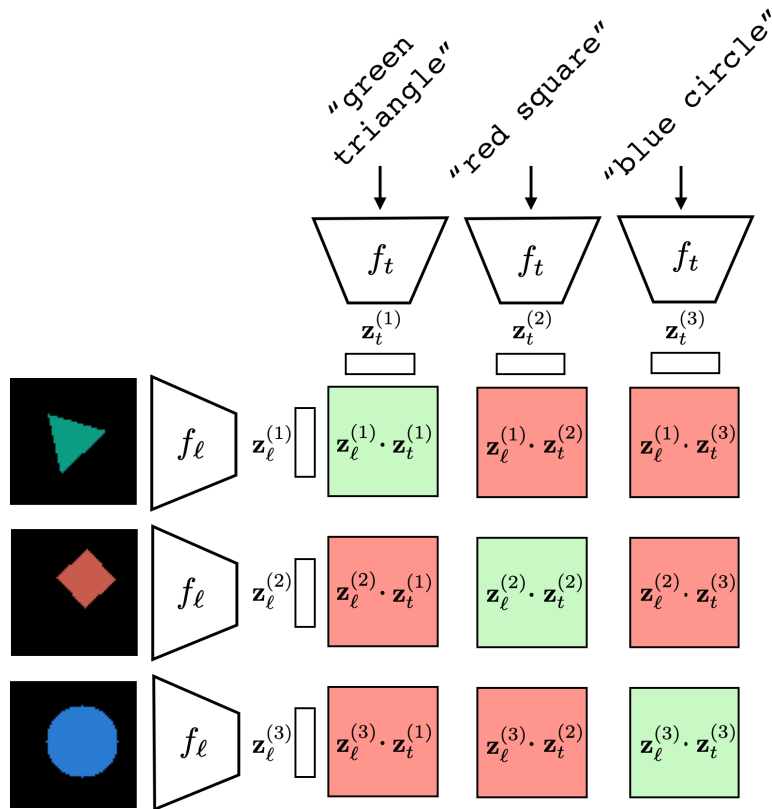 "green
triangle"
"red square"
"blue circle"
f_t
f_t
f_t
z_t^(1)
z_t^(2)
z_t^(3)
f_ℓ
z_ℓ^(1)
z_ℓ^(1) · z_t^(1)
z_ℓ^(1) · z_t^(2)
z_ℓ^(1) · z_t^(3)
f_ℓ
z_ℓ^(2)
z_ℓ^(2) · z_t^(1)
z_ℓ^(2) · z_t^(2)
z_ℓ^(2) · z_t^(3)
f_ℓ
z_ℓ^(3)
z_ℓ^(3) · z_t^(1)
z_ℓ^(3) · z_t^(2)
z_ℓ^(3) · z_t^(3)